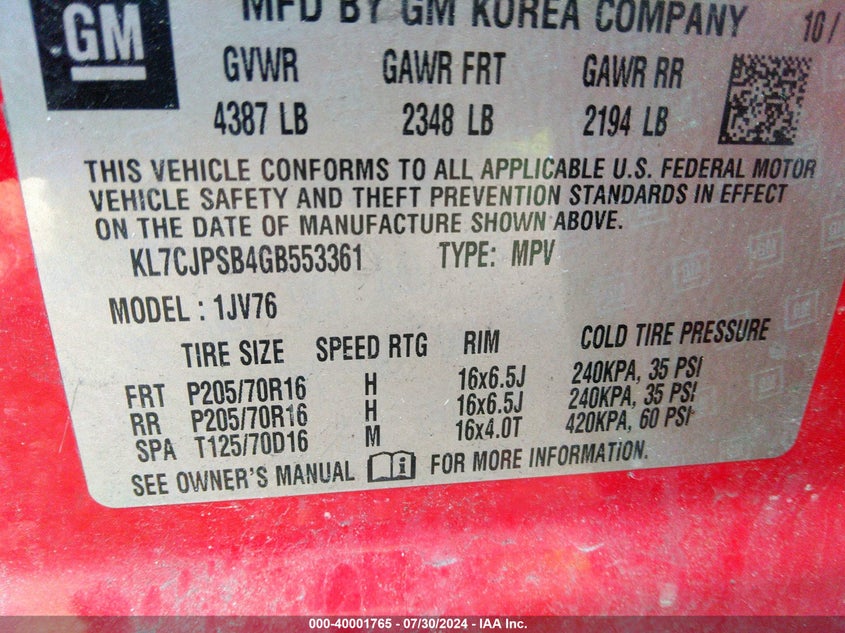 GM
MFD BY GM KOREA COMPANY 10/
GVWR GAWR FRT GAWR RR
4387 LB 2348 LB 2194 LB
THIS VEHICLE CONFORMS TO ALL APPLICABLE U.S. FEDERAL MOTOR
VEHICLE SAFETY AND THEFT PREVENTION STANDARDS IN EFFECT
ON THE DATE OF MANUFACTURE SHOWN ABOVE.
KL7CJPSB4GB553361 TYPE: MPV
MODEL : 1JV76
TIRE SIZE SPEED RTG RIM COLD TIRE PRESSURE
FRT P205/70R16 H 16x6.5J 240KPA, 35 PSI
RR P205/70R16 H 16x6.5J 240KPA, 35 PSI
SPA T125/70D16 M 16x4.0T 420KPA, 60 PSI
SEE OWNER'S MANUAL i FOR MORE INFORMATION.
000-40001765 - 07/30/2024 - IAA Inc.